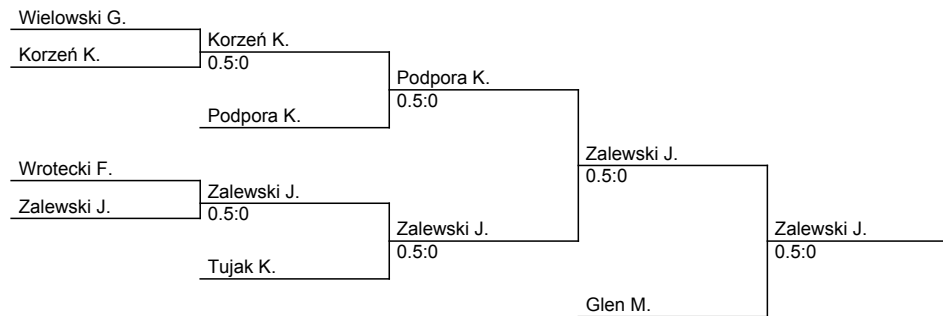 Wielowski G.
Korzeń K.
Korzeń K.
0.5:0
Podpora K.
0.5:0
Podpora K.
Wrotecki F.
Zalewski J.
Zalewski J.
0.5:0
Zalewski J.
0.5:0
Zalewski J.
0.5:0
Zalewski J.
0.5:0
Tujak K.
Glen M.